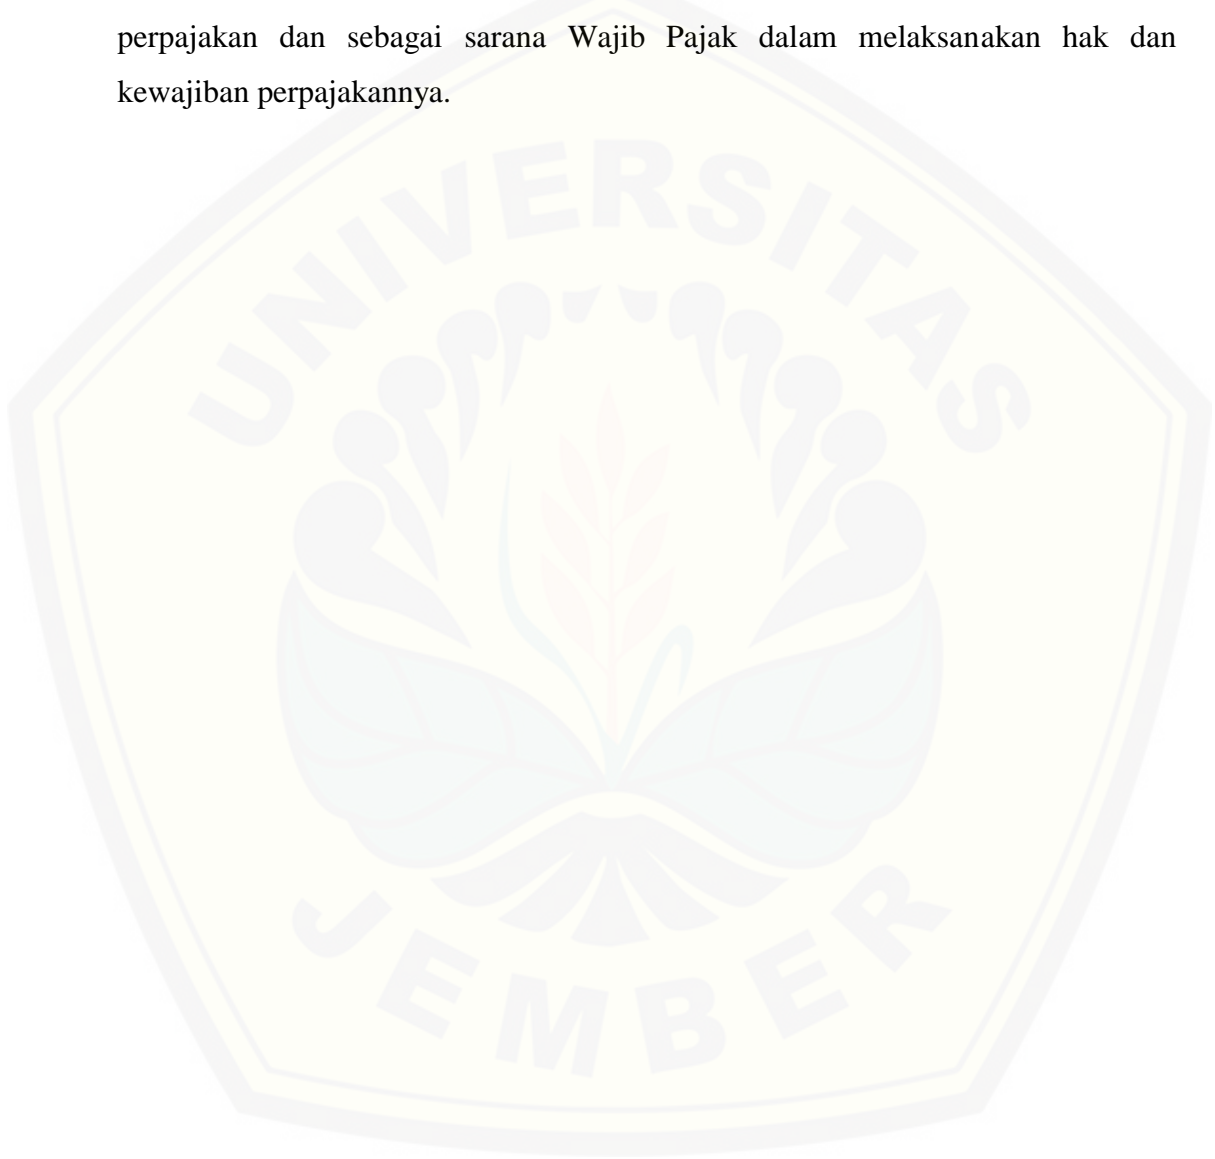 perpajakan dan sebagai sarana Wajib Pajak dalam melaksanakan hak dan
kewajiban perpajakannya.
UNIVERSITAS
JEMBER